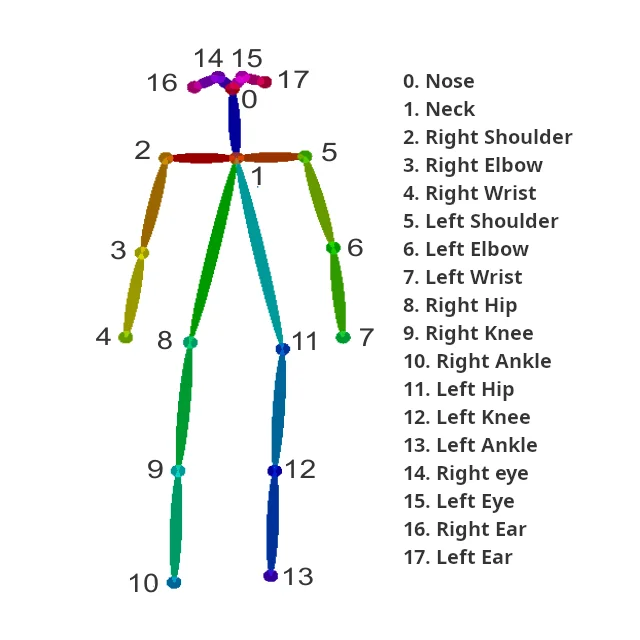 14 15
16 17
0
2 5
1
3 6
4 8 11 7
9 12
10 13
0. Nose
1. Neck
2. Right Shoulder
3. Right Elbow
4. Right Wrist
5. Left Shoulder
6. Left Elbow
7. Left Wrist
8. Right Hip
9. Right Knee
10. Right Ankle
11. Left Hip
12. Left Knee
13. Left Ankle
14. Right eye
15. Left Eye
16. Right Ear
17. Left Ear